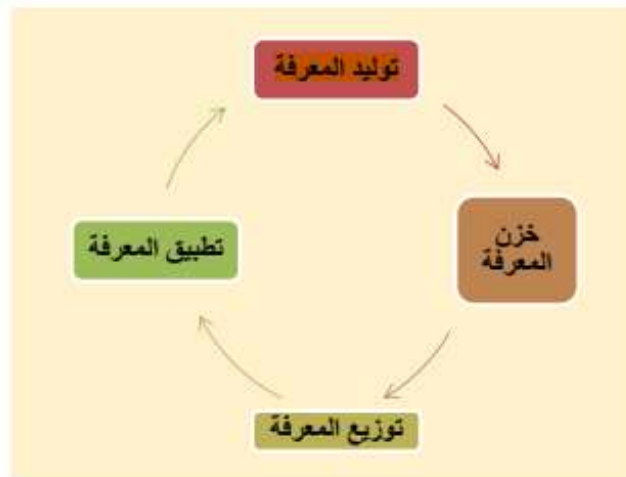 توليد المعرفة
خزن
المعرفة
توزيع المعرفة
تطبيق المعرفة